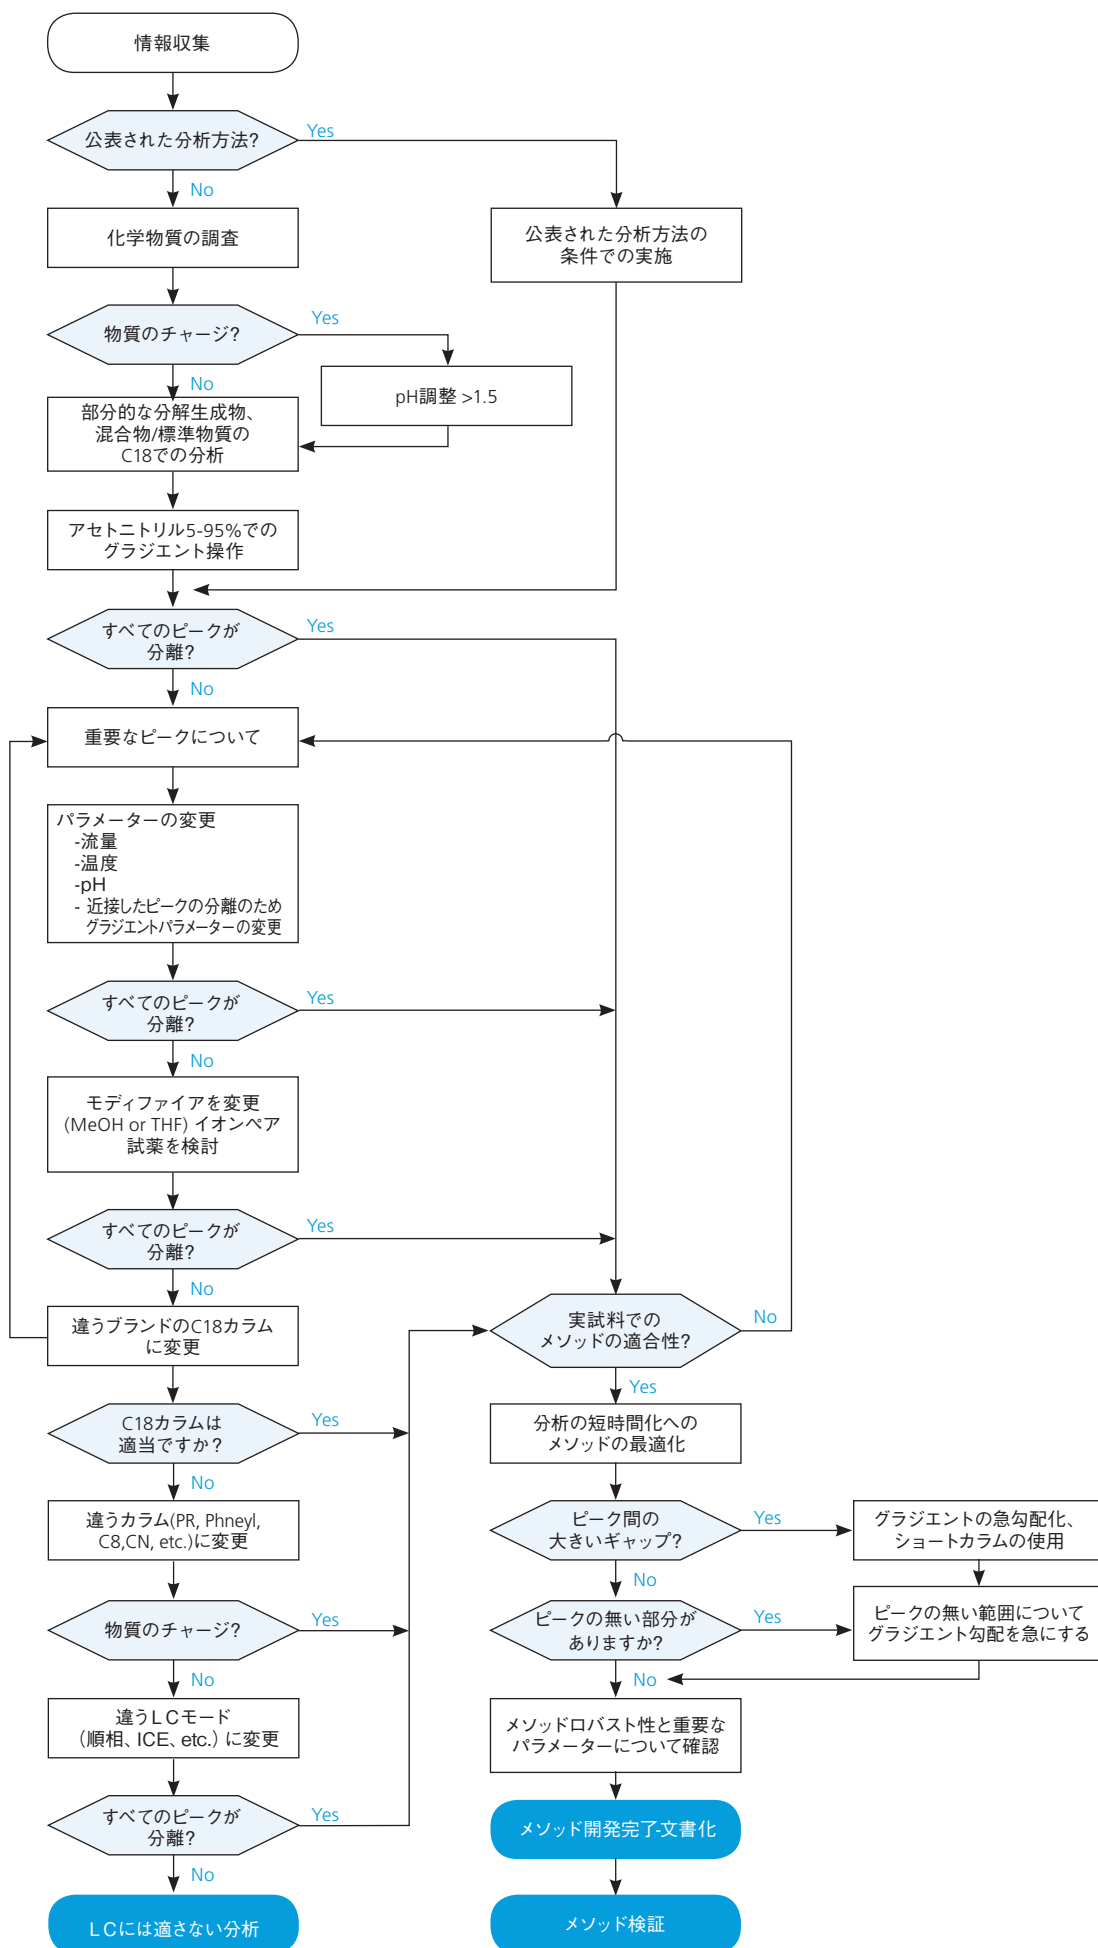 情報収集
公表された分析方法?
Yes
No
化学物質の調査
公表された分析方法の
条件での実施
物質のチャージ?
Yes
No
pH調整 >1.5
部分的な分解生成物、
混合物/標準物質の
C18での分析
アセトニトリル5-95%での
グラジエント操作
すべてのピークが
分離?
Yes
No
重要なピークについて
パラメーターの変更
-流量
-温度
-pH
- 近接したピークの分離のため
グラジエントパラメーターの変更
すべてのピークが
分離?
Yes
No
モディファイアを変更
(MeOH or THF) イオンペア
試薬を検討
すべてのピークが
分離?
Yes
No
違うブランドのC18カラム
に変更
実試料での
メソッドの適合性?
No
Yes
C18カラムは
適当ですか?
Yes
No
分析の短時間化への
メソッドの最適化
違うカラム(PR, Phneyl,
C8,CN, etc.)に変更
ピーク間の
大きいギャップ?
Yes
No
グラジエントの急勾配化、
ショートカラムの使用
物質のチャージ?
Yes
No
ピークの無い部分が
ありますか?
Yes
No
ピークの無い範囲について
グラジエント勾配を急にする
違うLCモード
(順相、ICE、etc.) に変更
メソッドロバスト性と重要な
パラメーターについて確認
すべてのピークが
分離?
Yes
No
メソッド開発完了-文書化
LCには適さない分析
メソッド検証